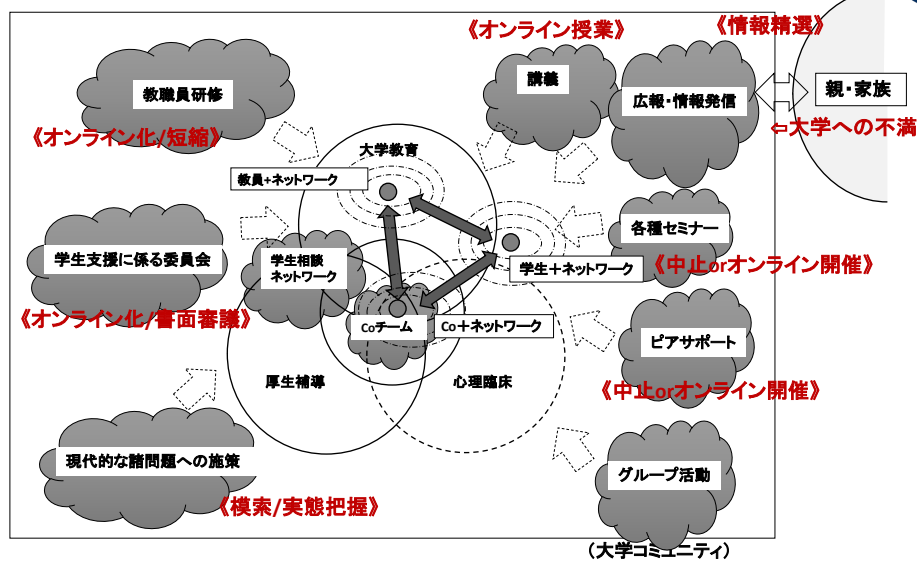 《オンライン授業》
《情報精選》
教職員研修
講義
広報・情報発信
親・家族
《オンライン化/短縮》
⇦大学への不満
大学教育
教員+ネットワーク
各種セミナー
学生支援に係る委員会
学生相談
ネットワーク
学生＋ネットワーク
《中止orオンライン開催》
《オンライン化/書面審議》
Coチーム
Co＋ネットワーク
ピアサポート
厚生補導
心理臨床
《中止orオンライン開催》
現代的な諸問題への施策
グループ活動
《模索/実態把握》
（大学コミュニティ）